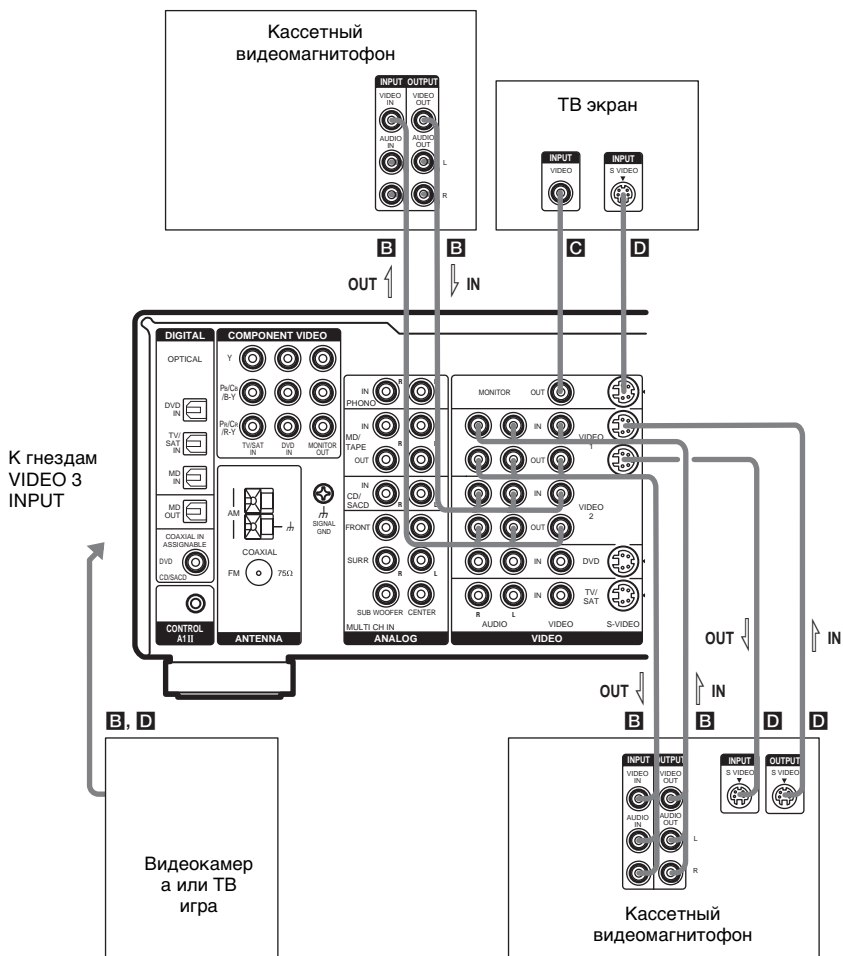 Кассетный
видеомагнитофон
INPUT OUTPUT
VIDEO IN
VIDEO OUT
AUDIO IN
AUDIO OUT
L
R
ТВ экран
INPUT
VIDEO
INPUT
S VIDEO
B
B
C
D
OUT
IN
DIGITAL
OPTICAL
DVD IN
TV/ SAT IN
MD IN
MD OUT
COAXIAL IN
ASSIGNABLE
DVD
CD/SACD
CONTROL
A1II
COMPONENT VIDEO
Y
PB/CB
/B-Y
PR/CR
/R-Y
TV/SAT IN
DVD IN
MONITOR OUT
AM
SIGNAL
GND
COAXIAL
FM
75Ω
ANTENNA
R
L
IN
PHONO
IN
MD/
TAPE
R
L
OUT
IN
CD/
SACD
R
L
FRONT
SURR
R
L
SUB WOOFER CENTER
MULTI CH IN
ANALOG
MONITOR
OUT
IN
VIDEO
1
OUT
IN
VIDEO
2
OUT
IN
DVD
IN
TV/
SAT
R
L
AUDIO
VIDEO
S-VIDEO
VIDEO
К гнездам
VIDEO 3
INPUT
OUT
IN
OUT
IN
B, D
B
B
D
D
Видеокамер
а или ТВ
игра
INPUT OUTPUT
VIDEO IN
VIDEO OUT
AUDIO IN
AUDIO OUT
L
R
INPUT
S VIDEO
OUTPUT
S VIDEO
Кассетный
видеомагнитофон